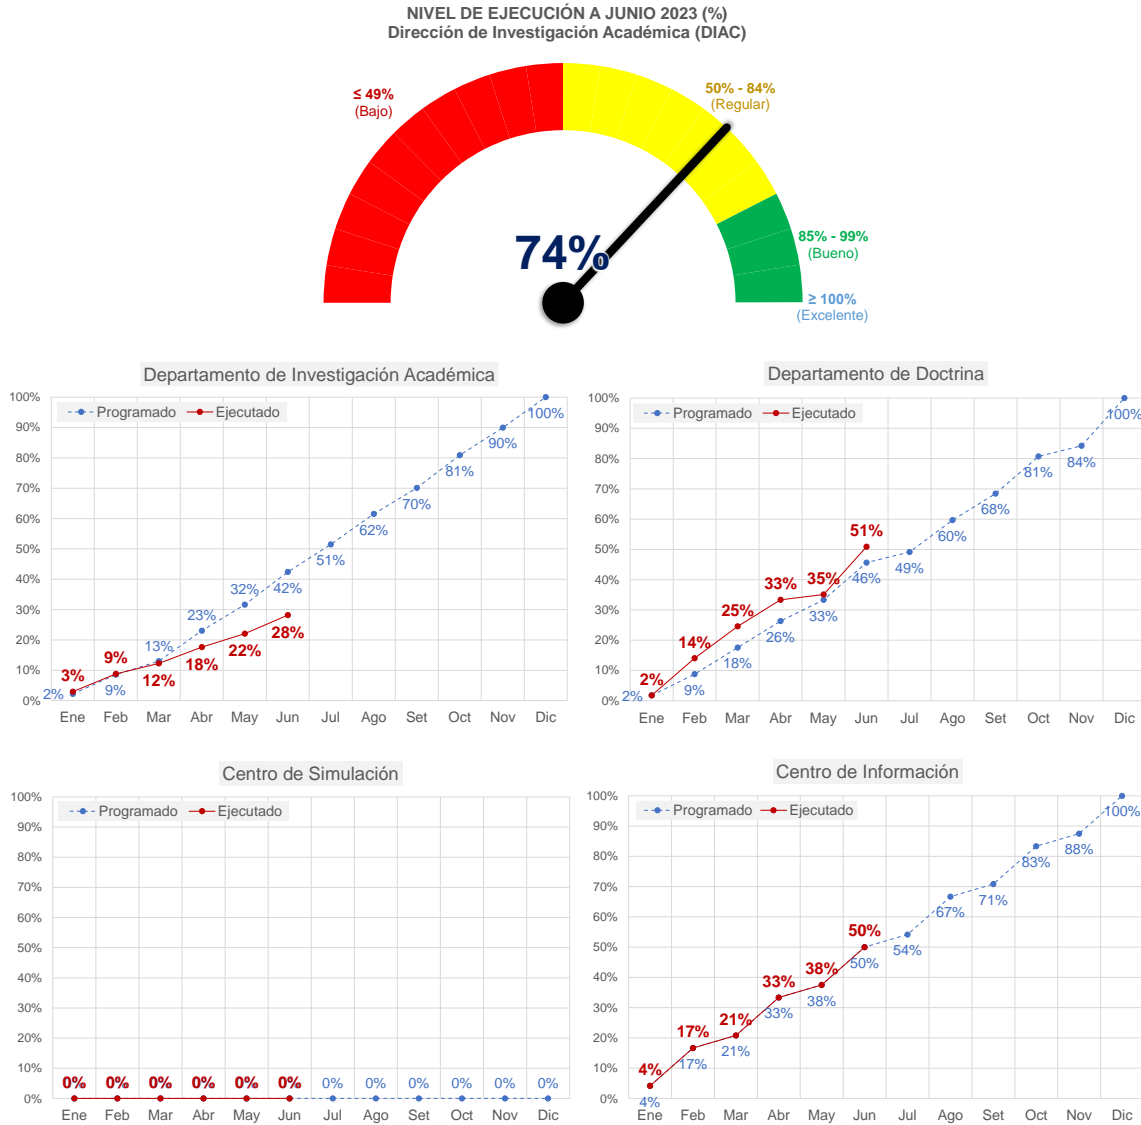 NIVEL DE EJECUCIÓN A JUNIO 2023 (%)
Dirección de Investigación Académica (DIAC)
≤ 49%
(Bajo)
50% - 84%
(Regular)
85% - 99%
(Bueno)
≥ 100%
(Excelente)
74%
Departamento de Investigación Académica
Programado Ejecutado
100%
90%
80%
70%
60%
50%
40%
30%
20%
10%
0%
2% 9% 13% 23% 32% 42% 51% 62% 70% 81% 90% 100%
3% 9% 12% 18% 22% 28%
Ene Feb Mar Abr May Jun Jul Ago Set Oct Nov Dic
Departamento de Doctrina
Programado Ejecutado
100%
90%
80%
70%
60%
50%
40%
30%
20%
10%
0%
2% 9% 18% 26% 33% 46% 49% 60% 68% 81% 84% 100%
2% 14% 25% 33% 35% 51%
Ene Feb Mar Abr May Jun Jul Ago Set Oct Nov Dic
Centro de Simulación
Programado Ejecutado
100%
90%
80%
70%
60%
50%
40%
30%
20%
10%
0%
0% 0% 0% 0% 0% 0% 0% 0% 0% 0% 0% 0%
Ene Feb Mar Abr May Jun Jul Ago Set Oct Nov Dic
Centro de Información
Programado Ejecutado
100%
90%
80%
70%
60%
50%
40%
30%
20%
10%
0%
4% 17% 21% 33% 38% 50% 54% 67% 71% 83% 88% 100%
4% 17% 21% 33% 38% 50%
Ene Feb Mar Abr May Jun Jul Ago Set Oct Nov Dic